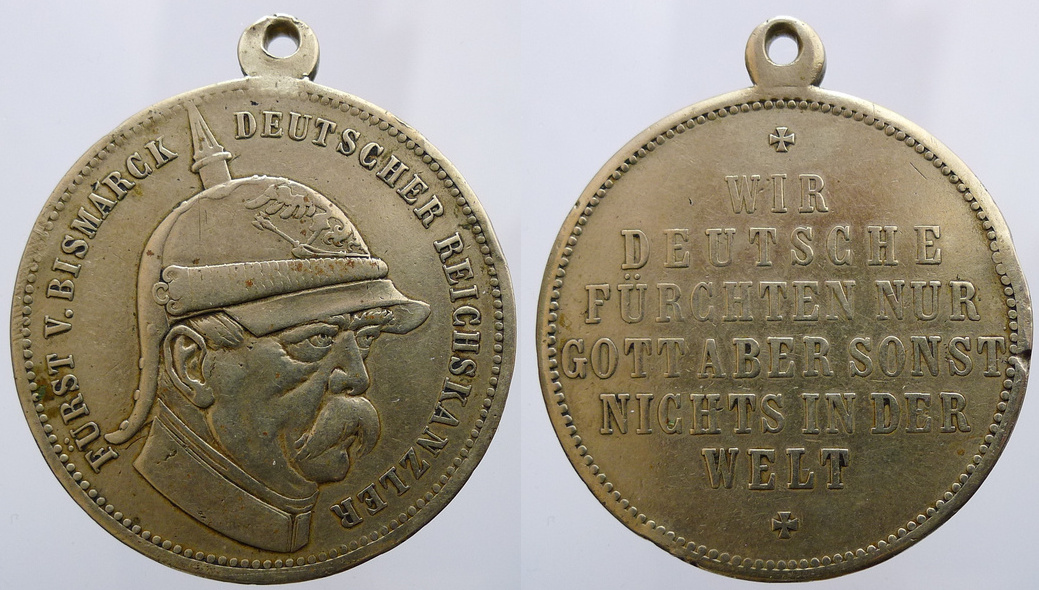 FÜRST V. BISMARCK DEUTSCHER REICHSKANZLER
WIR
DEUTSCHE
FÜRCHTEN NUR
GOTT ABER SONST
NICHTS IN DER
WELT